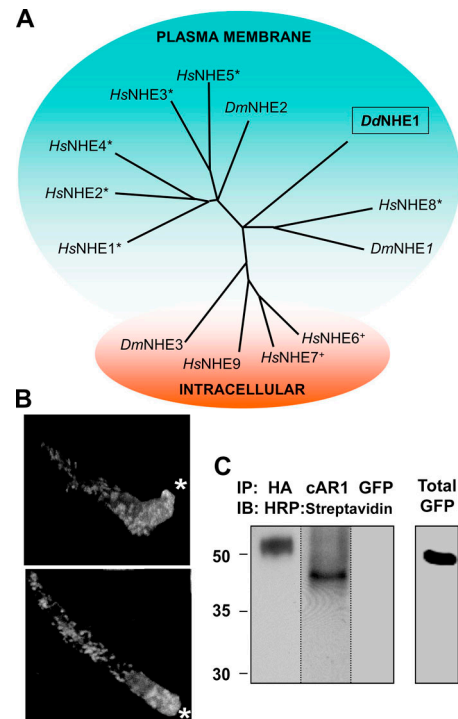 A
PLASMA MEMBRANE
HsNHE5*
HsNHE3*
DmNHE2
DdNHE1
HsNHE4*
HsNHE2*
HsNHE8*
HsNHE1*
DmNHE1
DmNHE3
HsNHE9
HsNHE7+
HsNHE6+
INTRACELLULAR
B
*
*
C
IP: HA cAR1 GFP
IB: HRP:Streptavidin
Total
GFP
50
35
30